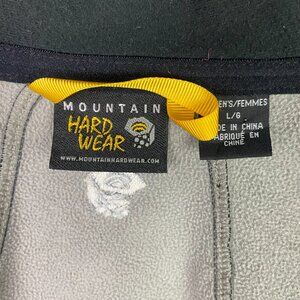 MOUNTAIN
HARD
WEAR
WWW.MOUNTAINHARDWEAR.COM
EN'S/FEMMES
L/G
DE IN CHINA
FABRIQUÉ EN
CHINE